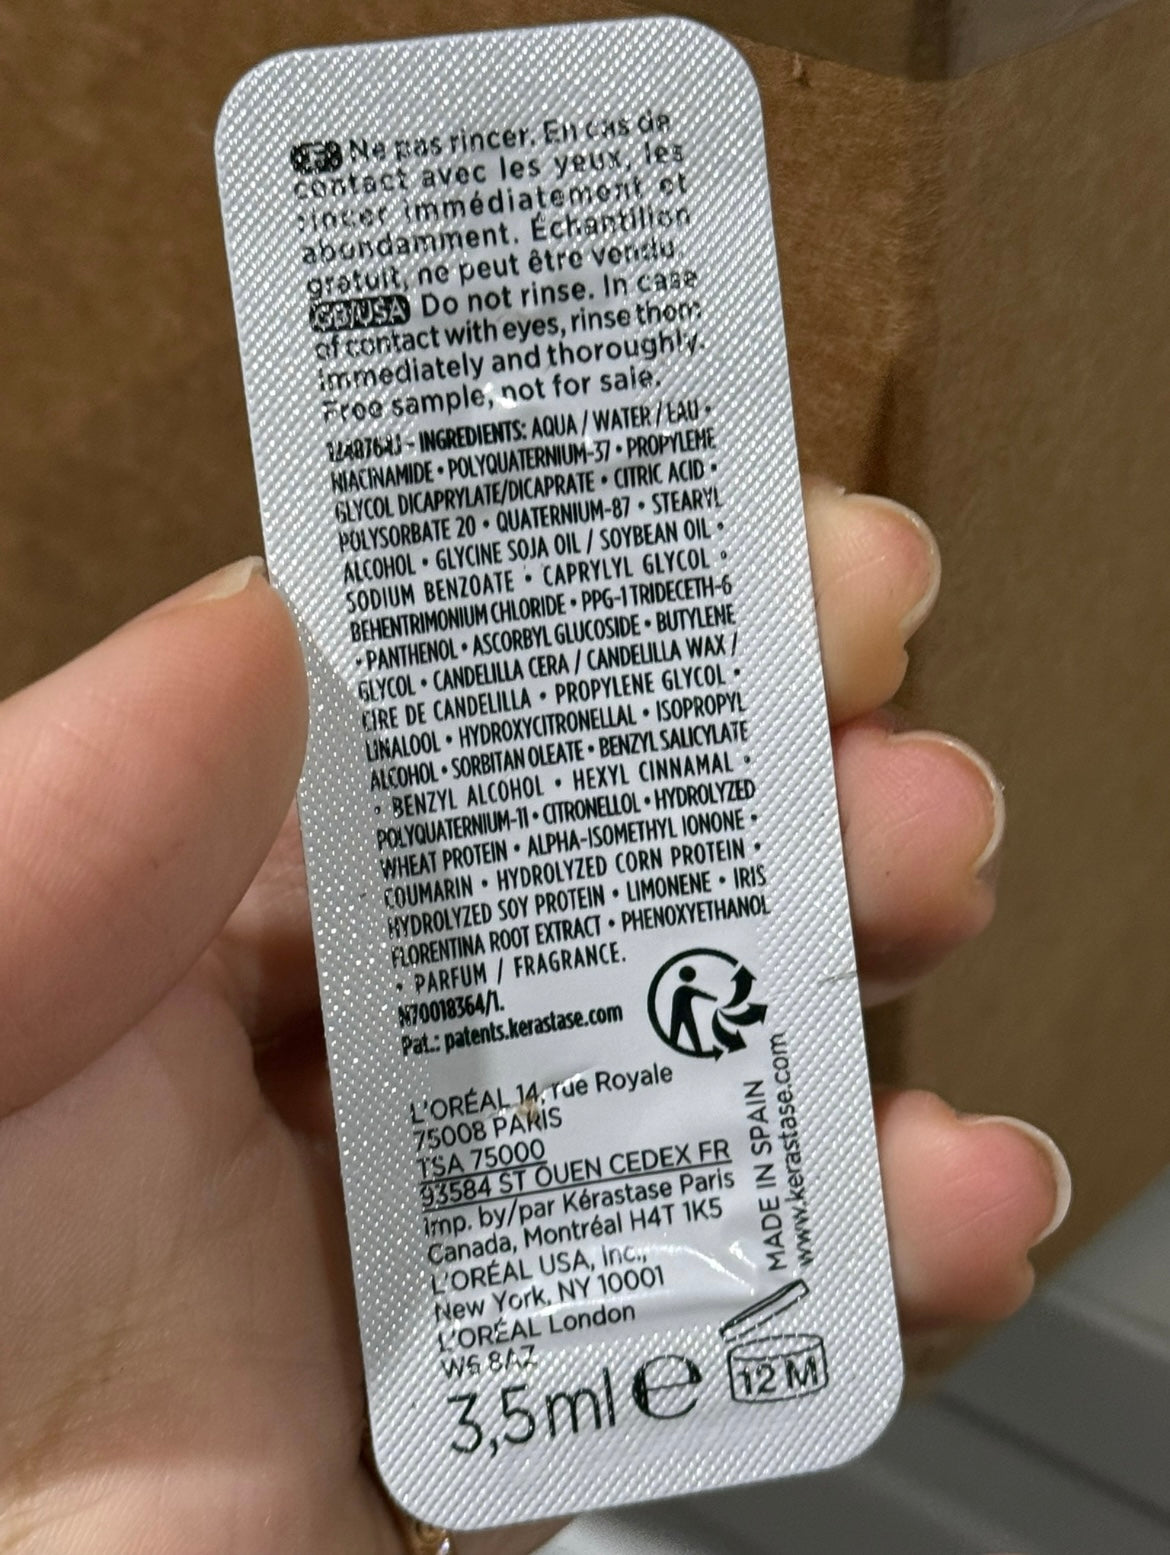 Ne pas rincer. En cas de
contact avec les yeux, les
rincer immédiatement et
abondamment. Échantillon
gratuit, ne peut être vendu
GB/USA Do not rinse. In case
of contact with eyes, rinse them
immediately and thoroughly.
Free sample, not for sale.
- INGREDIENTS: AQUA / WATER / EAU •
NIACINAMIDE • POLYQUATERNIUM-37 • PROPYLENE
GLYCOL DICAPRYLATE/DICAPRATE • CITRIC ACID •
POLYSORBATE 20 • QUATERNIUM-87 • STEARYL
ALCOHOL • GLYCINE SOJA OIL / SOYBEAN OIL •
SODIUM BENZOATE • CAPRYLYL GLYCOL •
BEHENTRIMONIUM CHLORIDE • PPG-1 TRIDECETH-6
• PANTHENOL • ASCORBYL GLUCOSIDE • BUTYLENE
GLYCOL • CANDELILLA CERA / CANDELILLA WAX /
CIRE DE CANDELILLA • PROPYLENE GLYCOL •
LINALOOL • HYDROXYCITRONELLAL • ISOPROPYL
ALCOHOL • SORBITAN OLEATE • BENZYL SALICYLATE
• BENZYL ALCOHOL • HEXYL CINNAMAL •
POLYQUATERNIUM-11 • CITRONELLOL • HYDROLYZED
WHEAT PROTEIN • ALPHA-ISOMETHYL IONONE •
COUMARIN • HYDROLYZED CORN PROTEIN •
HYDROLYZED SOY PROTEIN • LIMONENE • IRIS
FLORENTINA ROOT EXTRACT • PHENOXYETHANOL
• PARFUM / FRAGRANCE.
N70018364/1.
Pat.: patents.kerastase.com
L'ORÉAL 14, rue Royale
75008 PARIS
TSA 75000
93584 ST OUEN CEDEX FR
Imp. by/par Kérastase Paris
Canada, Montréal H4T 1K5
L'ORÉAL USA, Inc.,
New York, NY 10001
L'ORÉAL London
W6 8AZ
3,5ml e
12 M
MADE IN SPAIN
www.kerastase.com